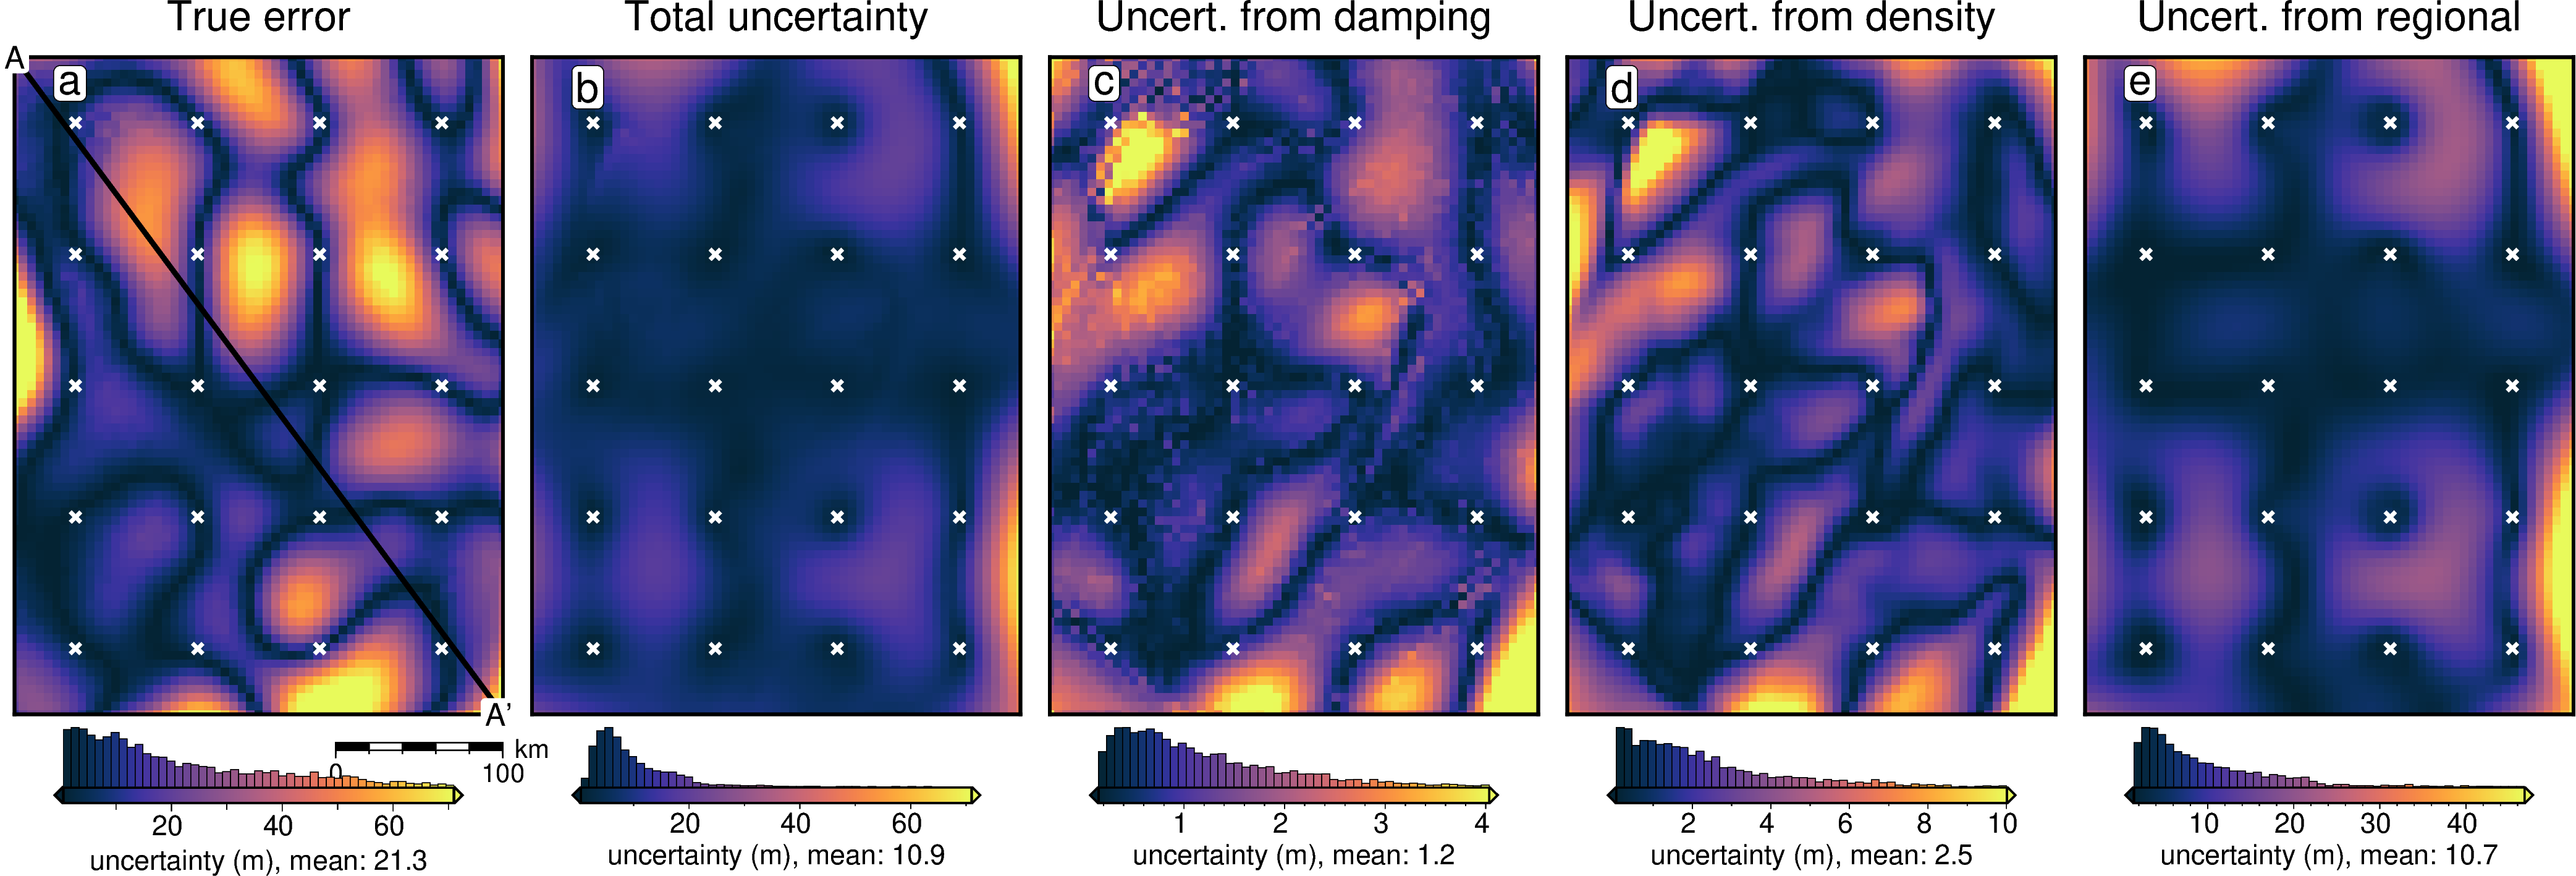 True error
Total uncertainty
Uncert. from damping
Uncert. from density
Uncert. from regional
A
a
b
c
d
e
A'
km
0
100
20 40 60
uncertainty (m), mean: 21.3
20 40 60
uncertainty (m), mean: 10.9
1 2 3 4
uncertainty (m), mean: 1.2
2 4 6 8 10
uncertainty (m), mean: 2.5
10 20 30 40
uncertainty (m), mean: 10.7